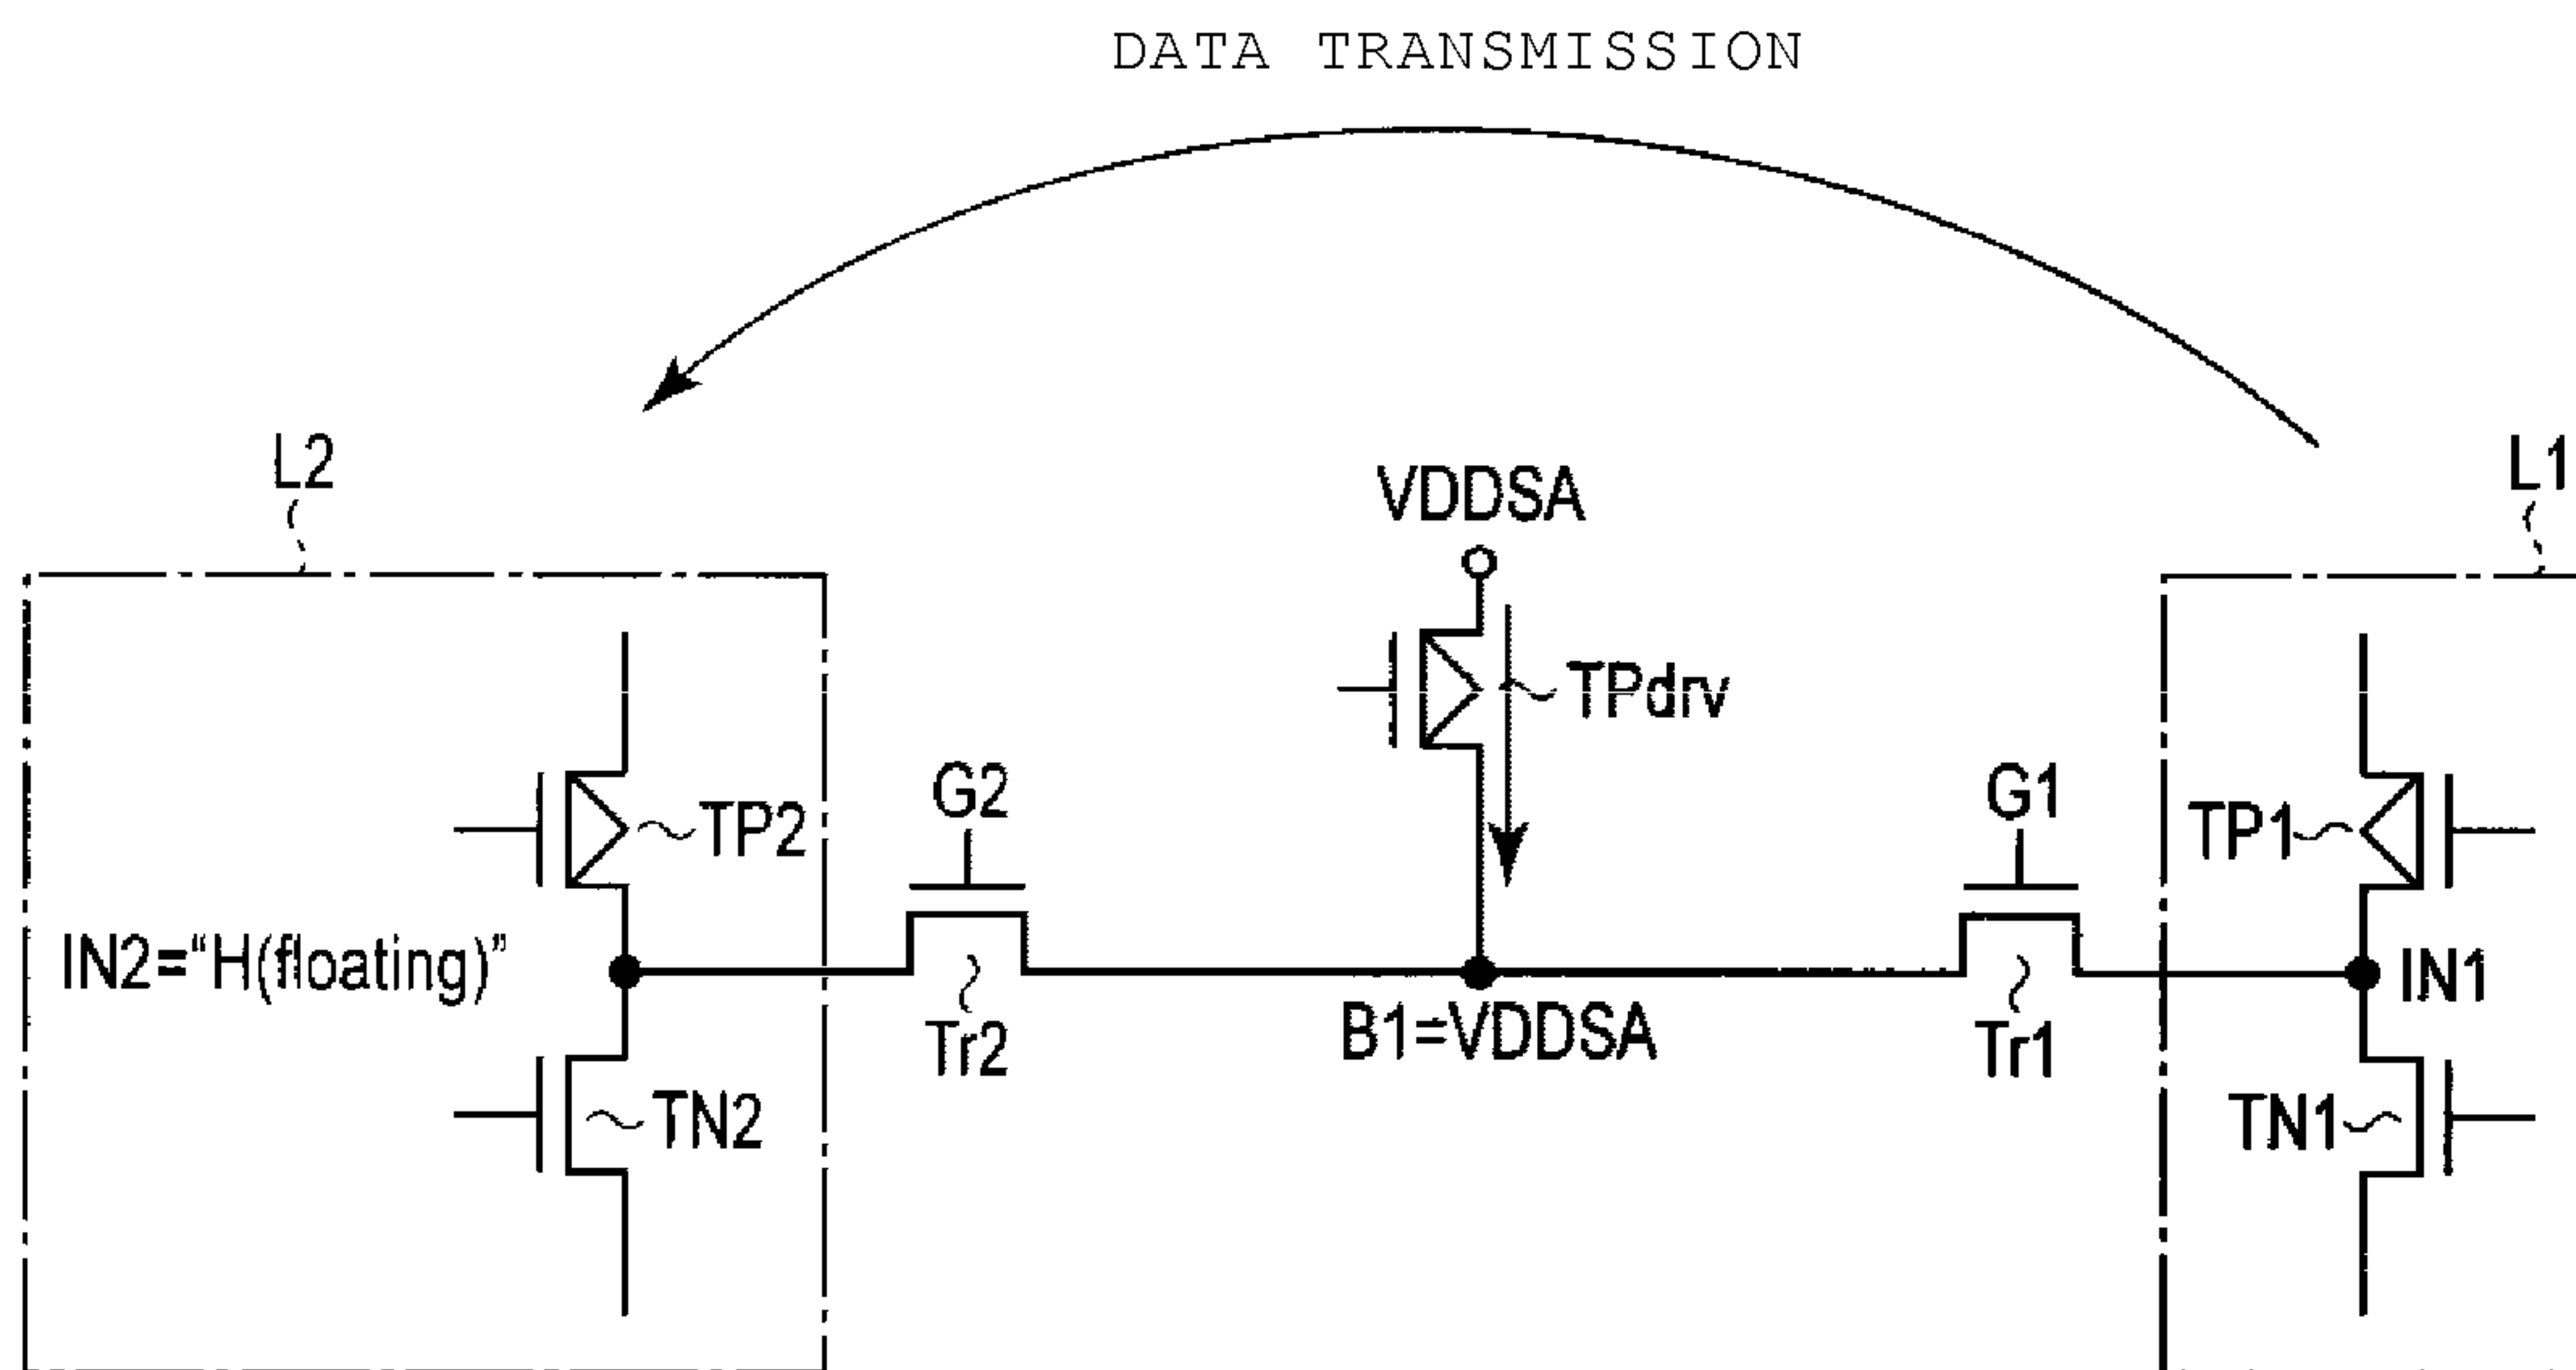 DATA TRANSMISSION
L2
L1
VDDSA
TPdrv
G2
G1
TP2
TP1
IN2=“H(floating)”
IN1
B1=VDDSA
Tr2
Tr1
TN2
TN1